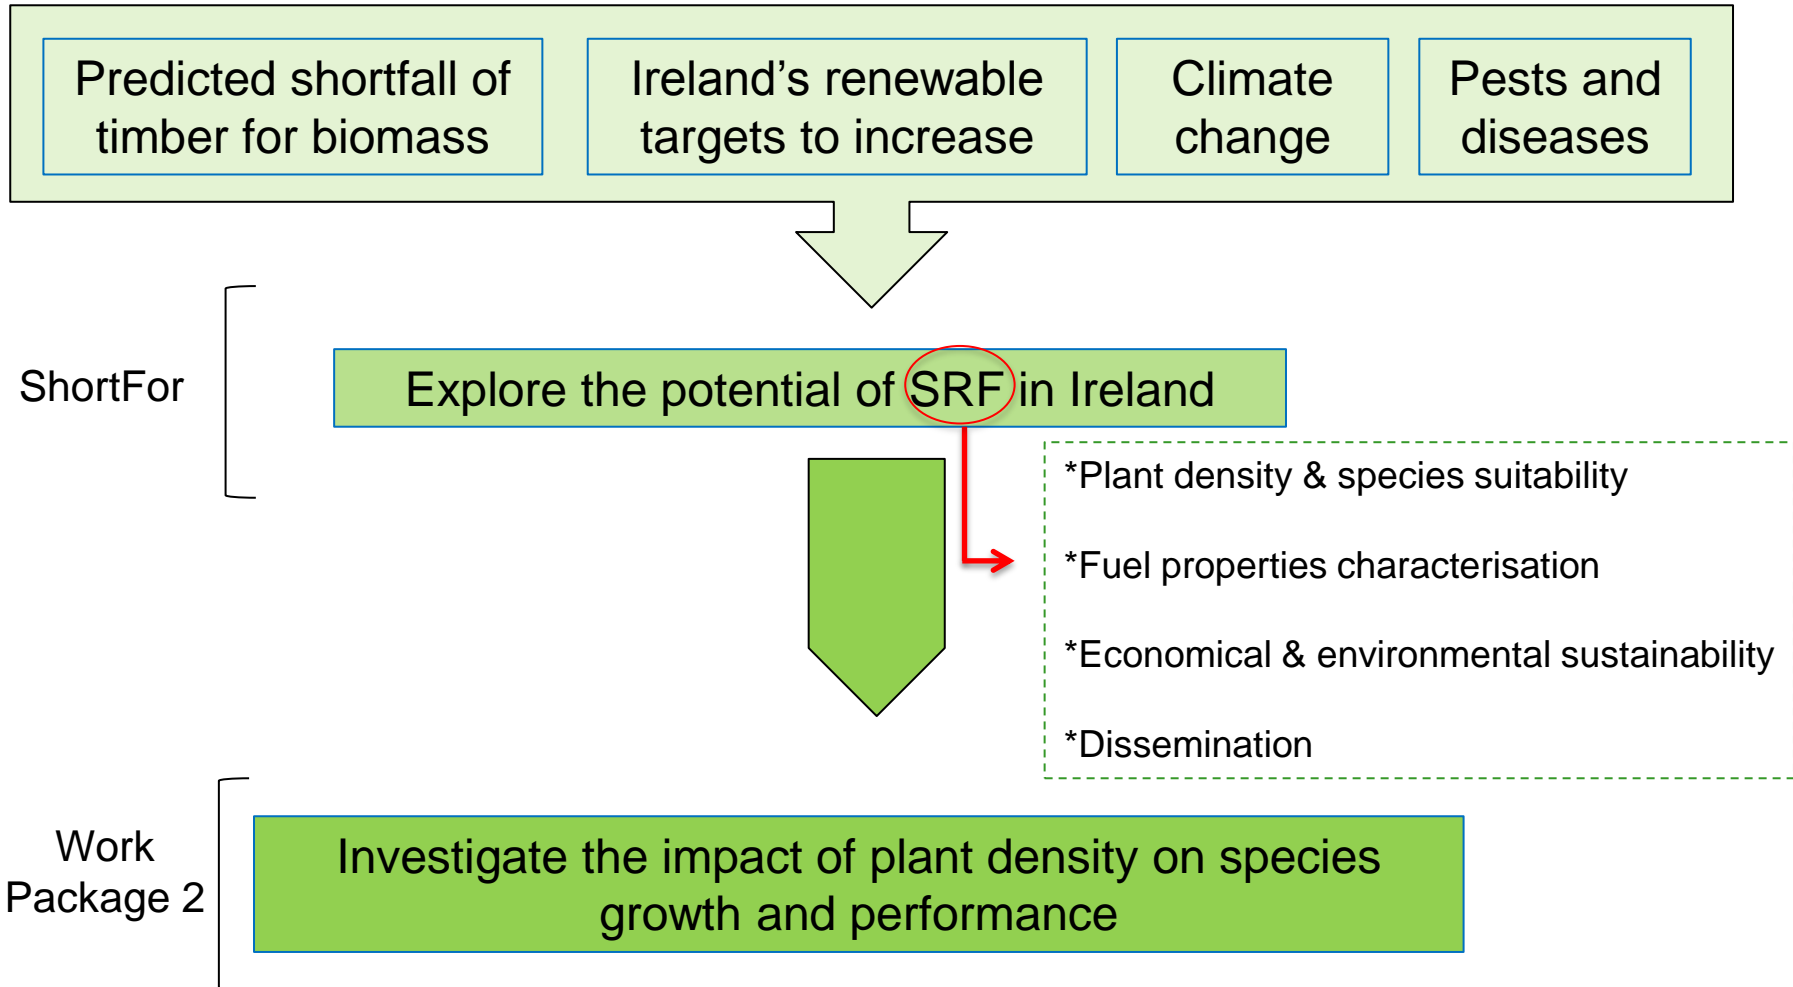 Predicted shortfall of
timber for biomass
Ireland’s renewable
targets to increase
Climate
change
Pests and
diseases
ShortFor
Explore the potential of SRF in Ireland
*Plant density & species suitability
*Fuel properties characterisation
*Economical & environmental sustainability
*Dissemination
Work
Package 2
Investigate the impact of plant density on species
growth and performance